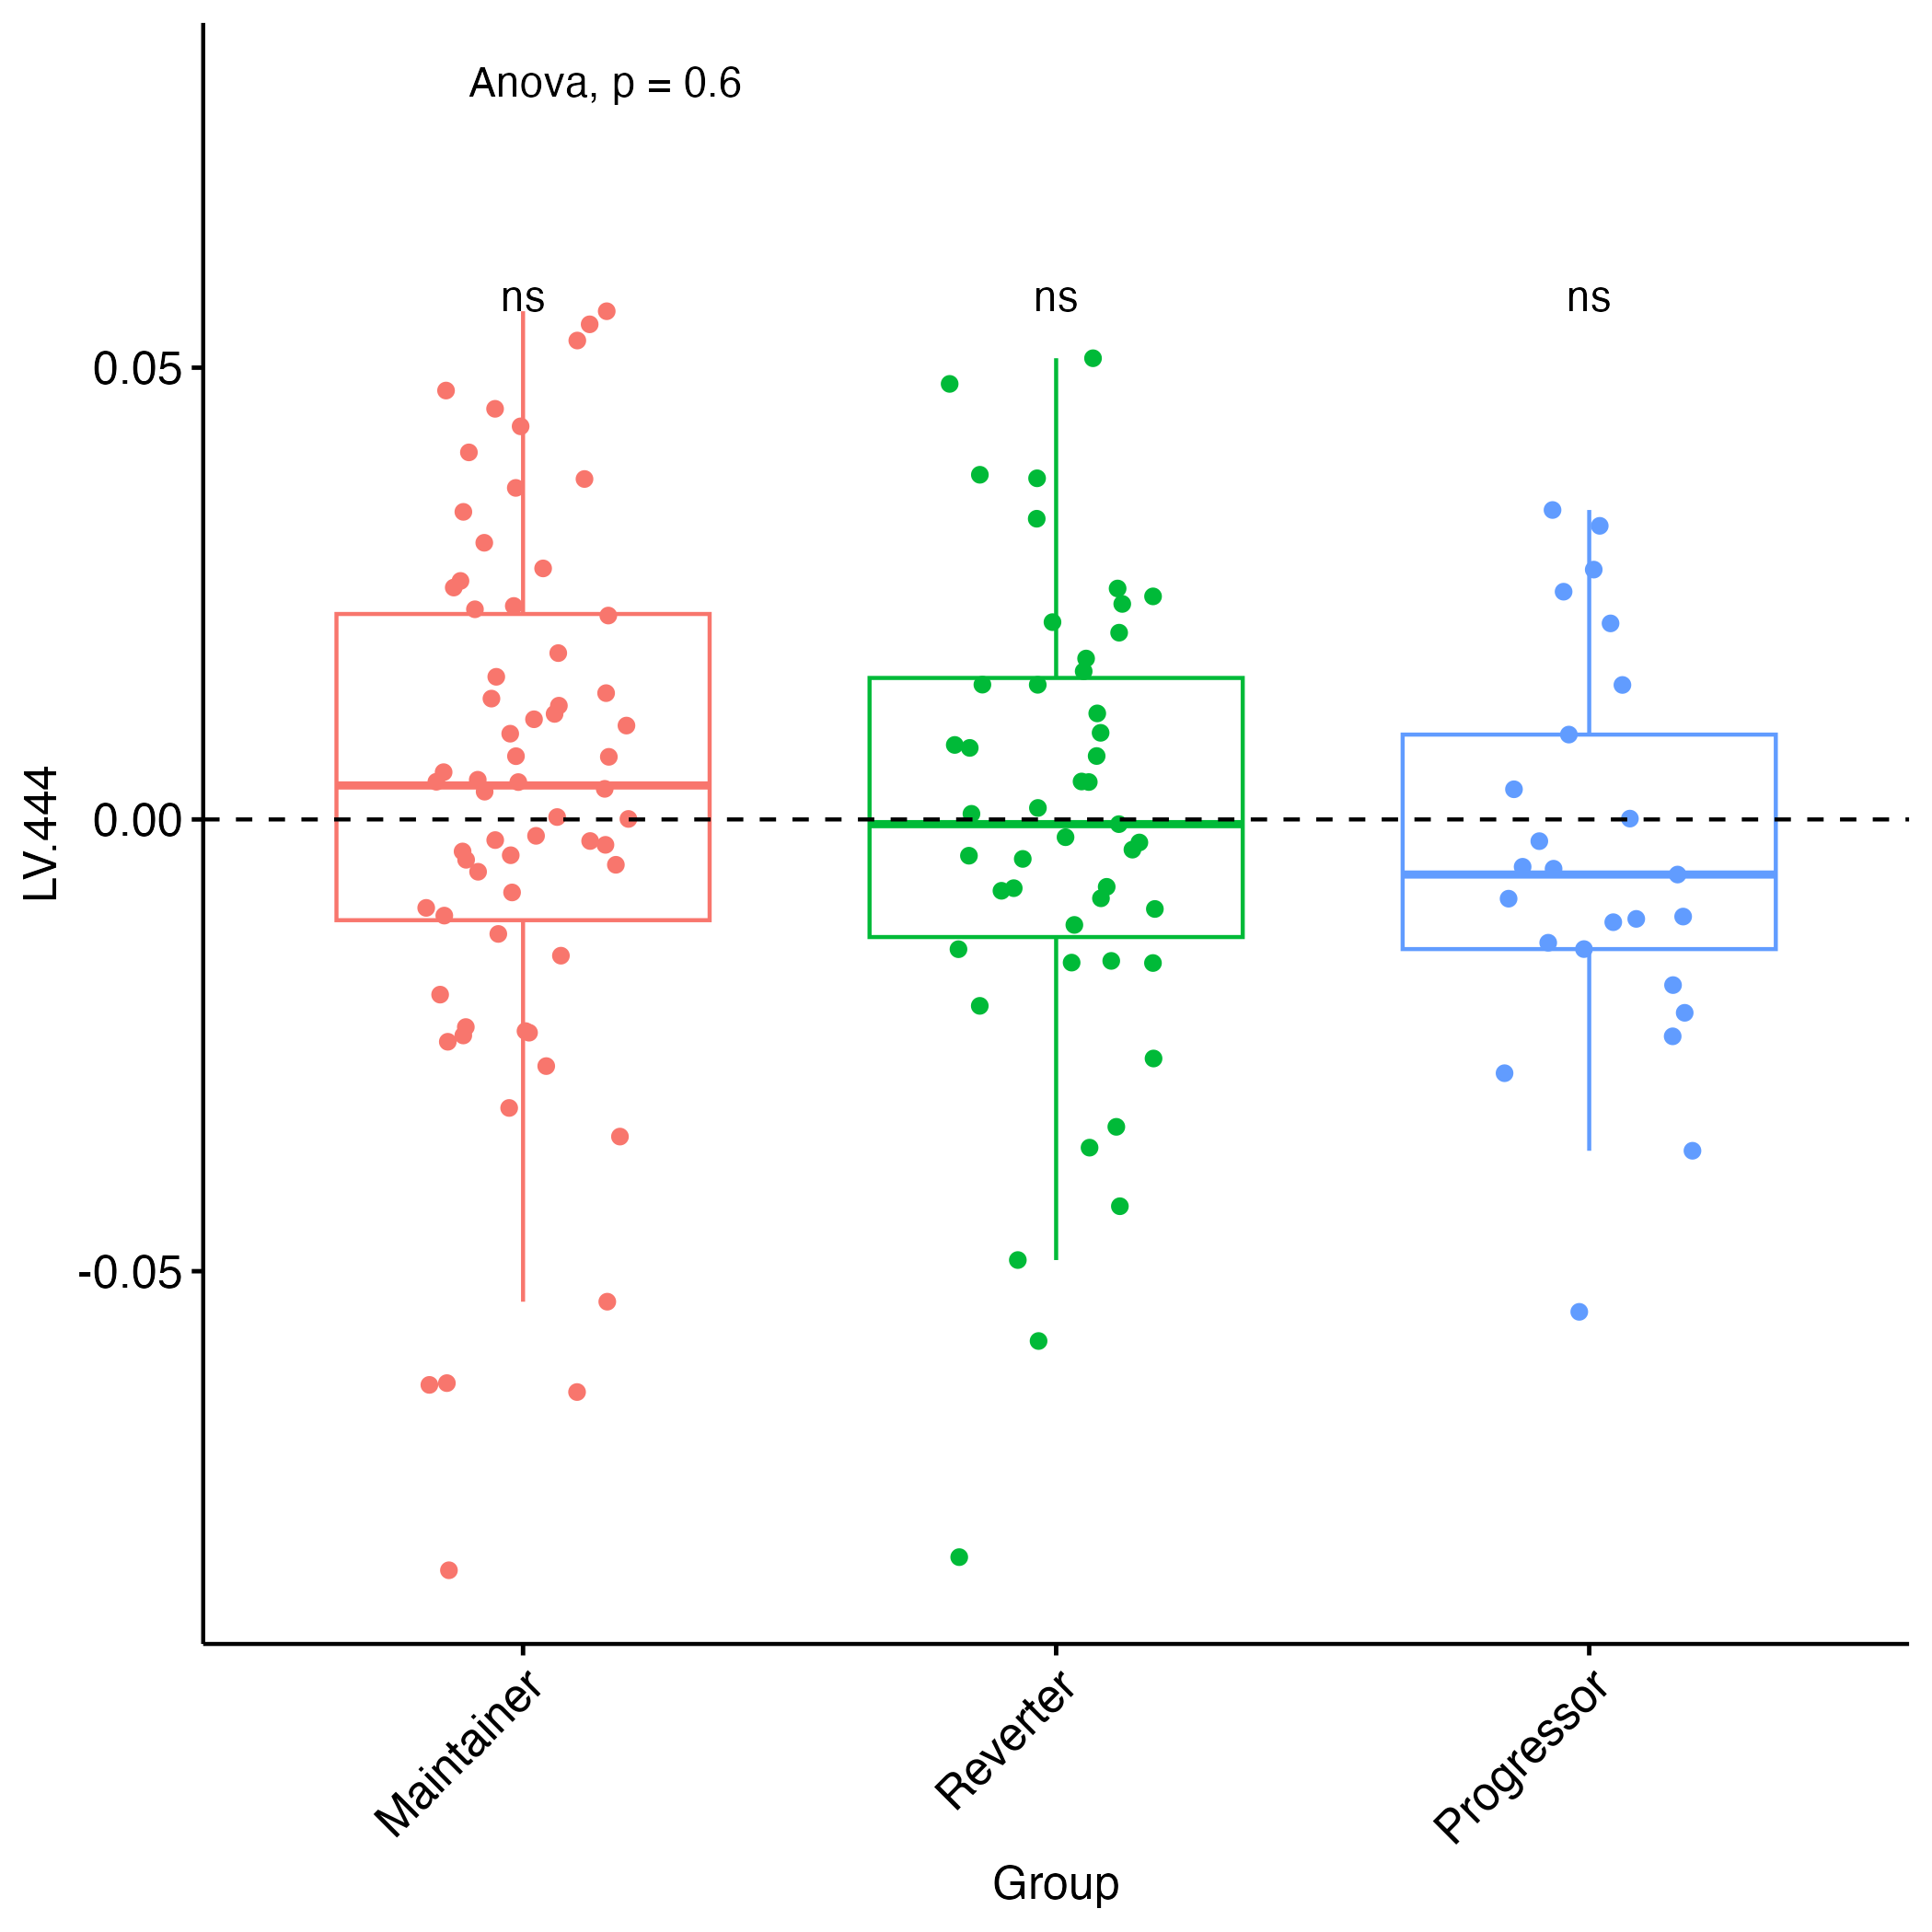 Anova, p = 0.6
ns ns ns
0.05
0.00
-0.05
LV.444
Maintainer
Reverter
Progressor
Group